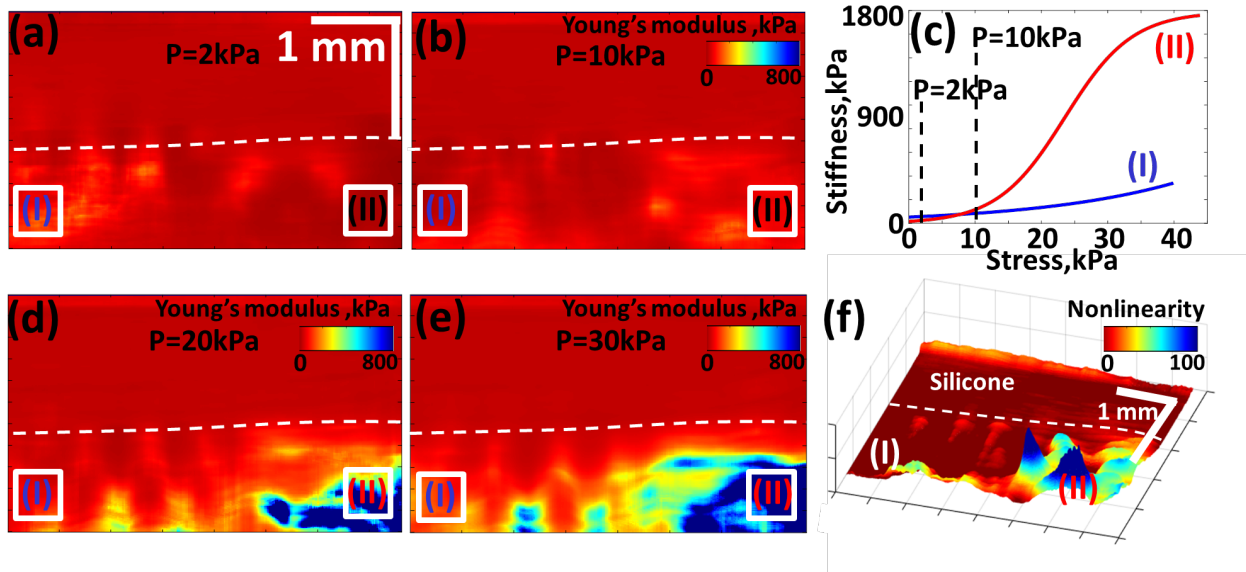 (a)
P=2kPa
1 mm
(I)
(II)
(b)
Young's modulus ,kPa
P=10kPa
0
800
(I)
(II)
(c)
Stiffness,kPa
1800
900
0
P=10kPa
P=2kPa
(II)
(I)
0 10 20 30 40
Stress,kPa
(d)
Young's modulus ,kPa
P=20kPa
0
800
(I)
(II)
(e)
Young's modulus ,kPa
P=30kPa
0
800
(I)
(II)
(f)
Nonlinearity
0
100
Silicone
1 mm
(I)
(II)